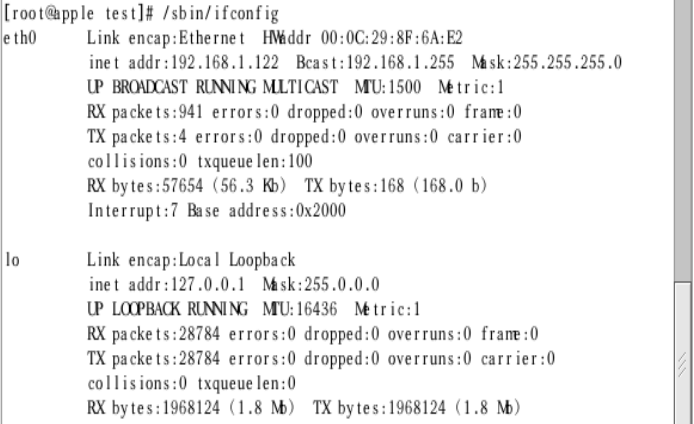 [root@apple test]# /sbin/ifconfig
eth0 Link encap:Ethernet HWaddr 00:0C:29:8F:6A:E2
inet addr:192.168.1.122 Bcast:192.168.1.255 Mask:255.255.255.0
UP BROADCAST RUNNING MULTICAST MTU:1500 Metric:1
RX packets:941 errors:0 dropped:0 overruns:0 frame:0
TX packets:4 errors:0 dropped:0 overruns:0 carrier:0
collisions:0 txqueuelen:100
RX bytes:57654 (56.3 Kb) TX bytes:168 (168.0 b)
Interrupt:7 Base address:0x2000
lo Link encap:Local Loopback
inet addr:127.0.0.1 Mask:255.0.0.0
UP LOOPBACK RUNNING MTU:16436 Metric:1
RX packets:28784 errors:0 dropped:0 overruns:0 frame:0
TX packets:28784 errors:0 dropped:0 overruns:0 carrier:0
collisions:0 txqueuelen:0
RX bytes:1968124 (1.8 Mb) TX bytes:1968124 (1.8 Mb)